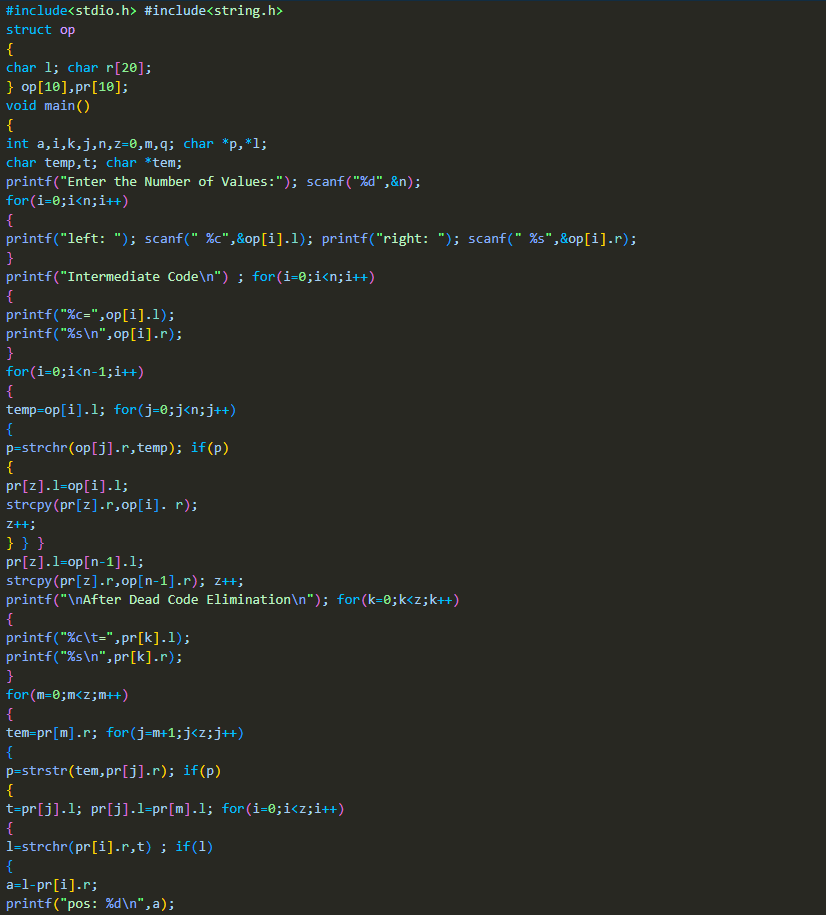 #include<stdio.h> #include<string.h>
struct op
{
char l; char r[20];
} op[10],pr[10];
void main()
{
int a,i,k,j,n,z=0,m,q; char *p,*l;
char temp,t; char *tem;
printf("Enter the Number of Values:"); scanf("%d",&n);
for(i=0;i<n;i++)
{
printf("left: "); scanf(" %c",&op[i].l); printf("right: "); scanf(" %s",&op[i].r);
}
printf("Intermediate Code\n") ; for(i=0;i<n;i++)
{
printf("%c=",op[i].l);
printf("%s\n",op[i].r);
}
for(i=0;i<n-1;i++)
{
temp=op[i].l; for(j=0;j<n;j++)
{
p=strchr(op[j].r,temp); if(p)
{
pr[z].l=op[i].l;
strcpy(pr[z].r,op[i]. r);
z++;
} } }
pr[z].l=op[n-1].l;
strcpy(pr[z].r,op[n-1].r); z++;
printf("\nAfter Dead Code Elimination\n"); for(k=0;k<z;k++)
{
printf("%c\t=",pr[k].l);
printf("%s\n",pr[k].r);
}
for(m=0;m<z;m++)
{
tem=pr[m].r; for(j=m+1;j<z;j++)
{
p=strstr(tem,pr[j].r); if(p)
{
t=pr[j].l; pr[j].l=pr[m].l; for(i=0;i<z;i++)
{
l=strchr(pr[i].r,t) ; if(l)
{
a=l-pr[i].r;
printf("pos: %d\n",a);